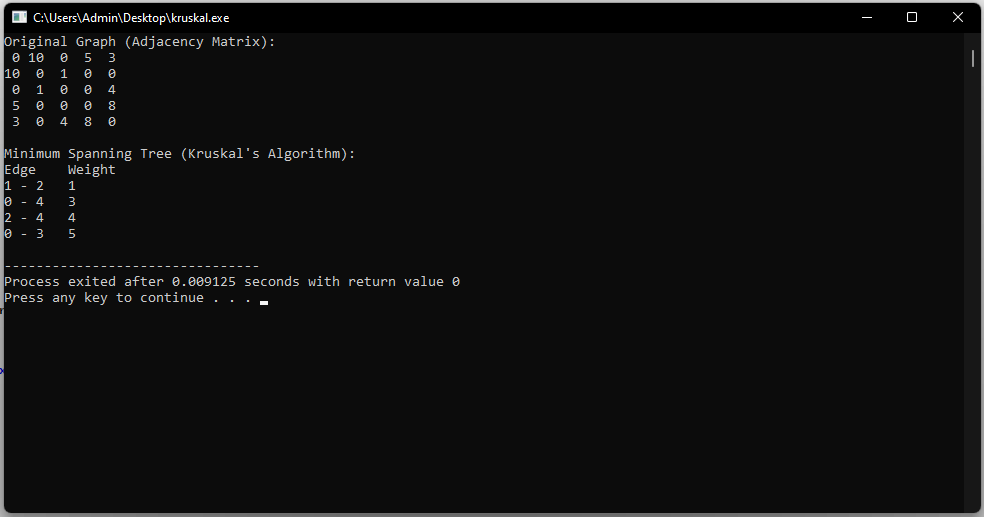 C:\Users\Admin\Desktop\kruskal.exe
Original Graph (Adjacency Matrix):
 0 10  0  5  3
10  0  1  0  0
 0  1  0  0  4
 5  0  0  0  8
 3  0  4  8  0
Minimum Spanning Tree (Kruskal's Algorithm):
Edge    Weight
1 - 2   1
0 - 4   3
2 - 4   4
0 - 3   5
--------------------------------
Process exited after 0.009125 seconds with return value 0
Press any key to continue . . .